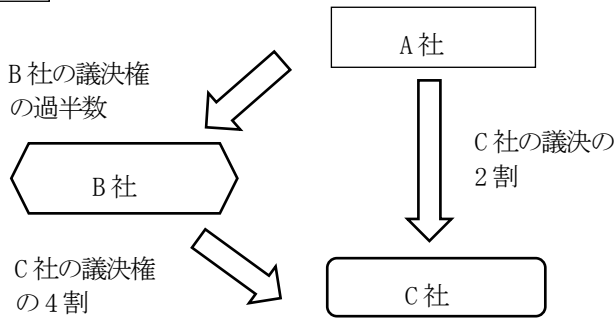 A社
B社の議決権
の過半数
C社の議決の
2割
B社
C社の議決権
の4割
C社